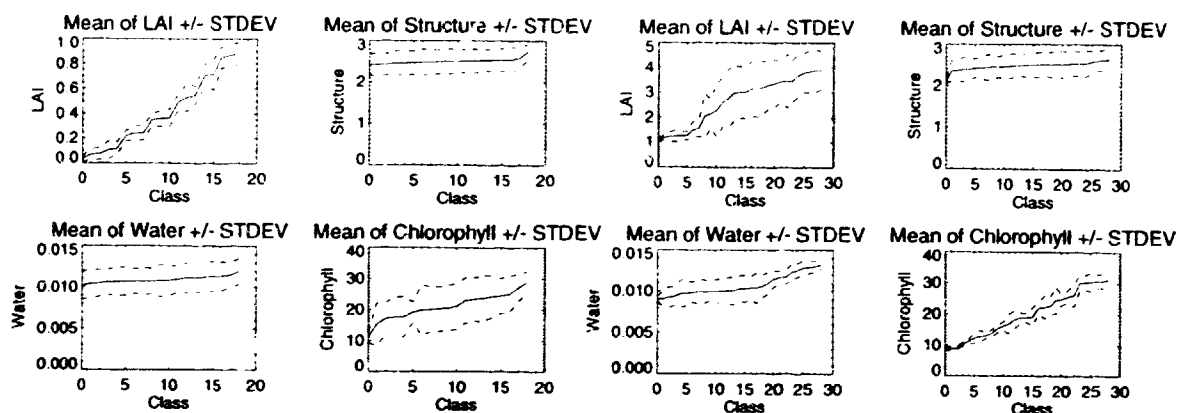 Mean of LAI +/- STDEV
1 0
0.8
0.6
0.4
0.2
0 0
LAI
0 5 10 15 20
Class
Mean of Structure +/- STDEV
3
2
1
0
Structure
0 5 10 15 20
Class
Mean of LAI +/- STDEV
5
4
3
2
1
0
LAI
0 5 10 15 20 25 30
Class
Mean of Structure +/- STDEV
3
2
1
0
Structure
0 5 10 15 20 25 30
Class
Mean of Water +/- STDEV
0.015
0.010
0.005
0.000
Water
0 5 10 15 20
Class
Mean of Chlorophyll +/- STDEV
40
30
20
10
0
Chlorophyll
0 5 10 15 20
Class
Mean of Water +/- STDEV
0.015
0.010
0.005
0.000
Water
0 5 10 15 20 25 30
Class
Mean of Chlorophyll +/- STDEV
40
30
20
10
0
Chlorophyll
0 5 10 15 20 25 30
Class